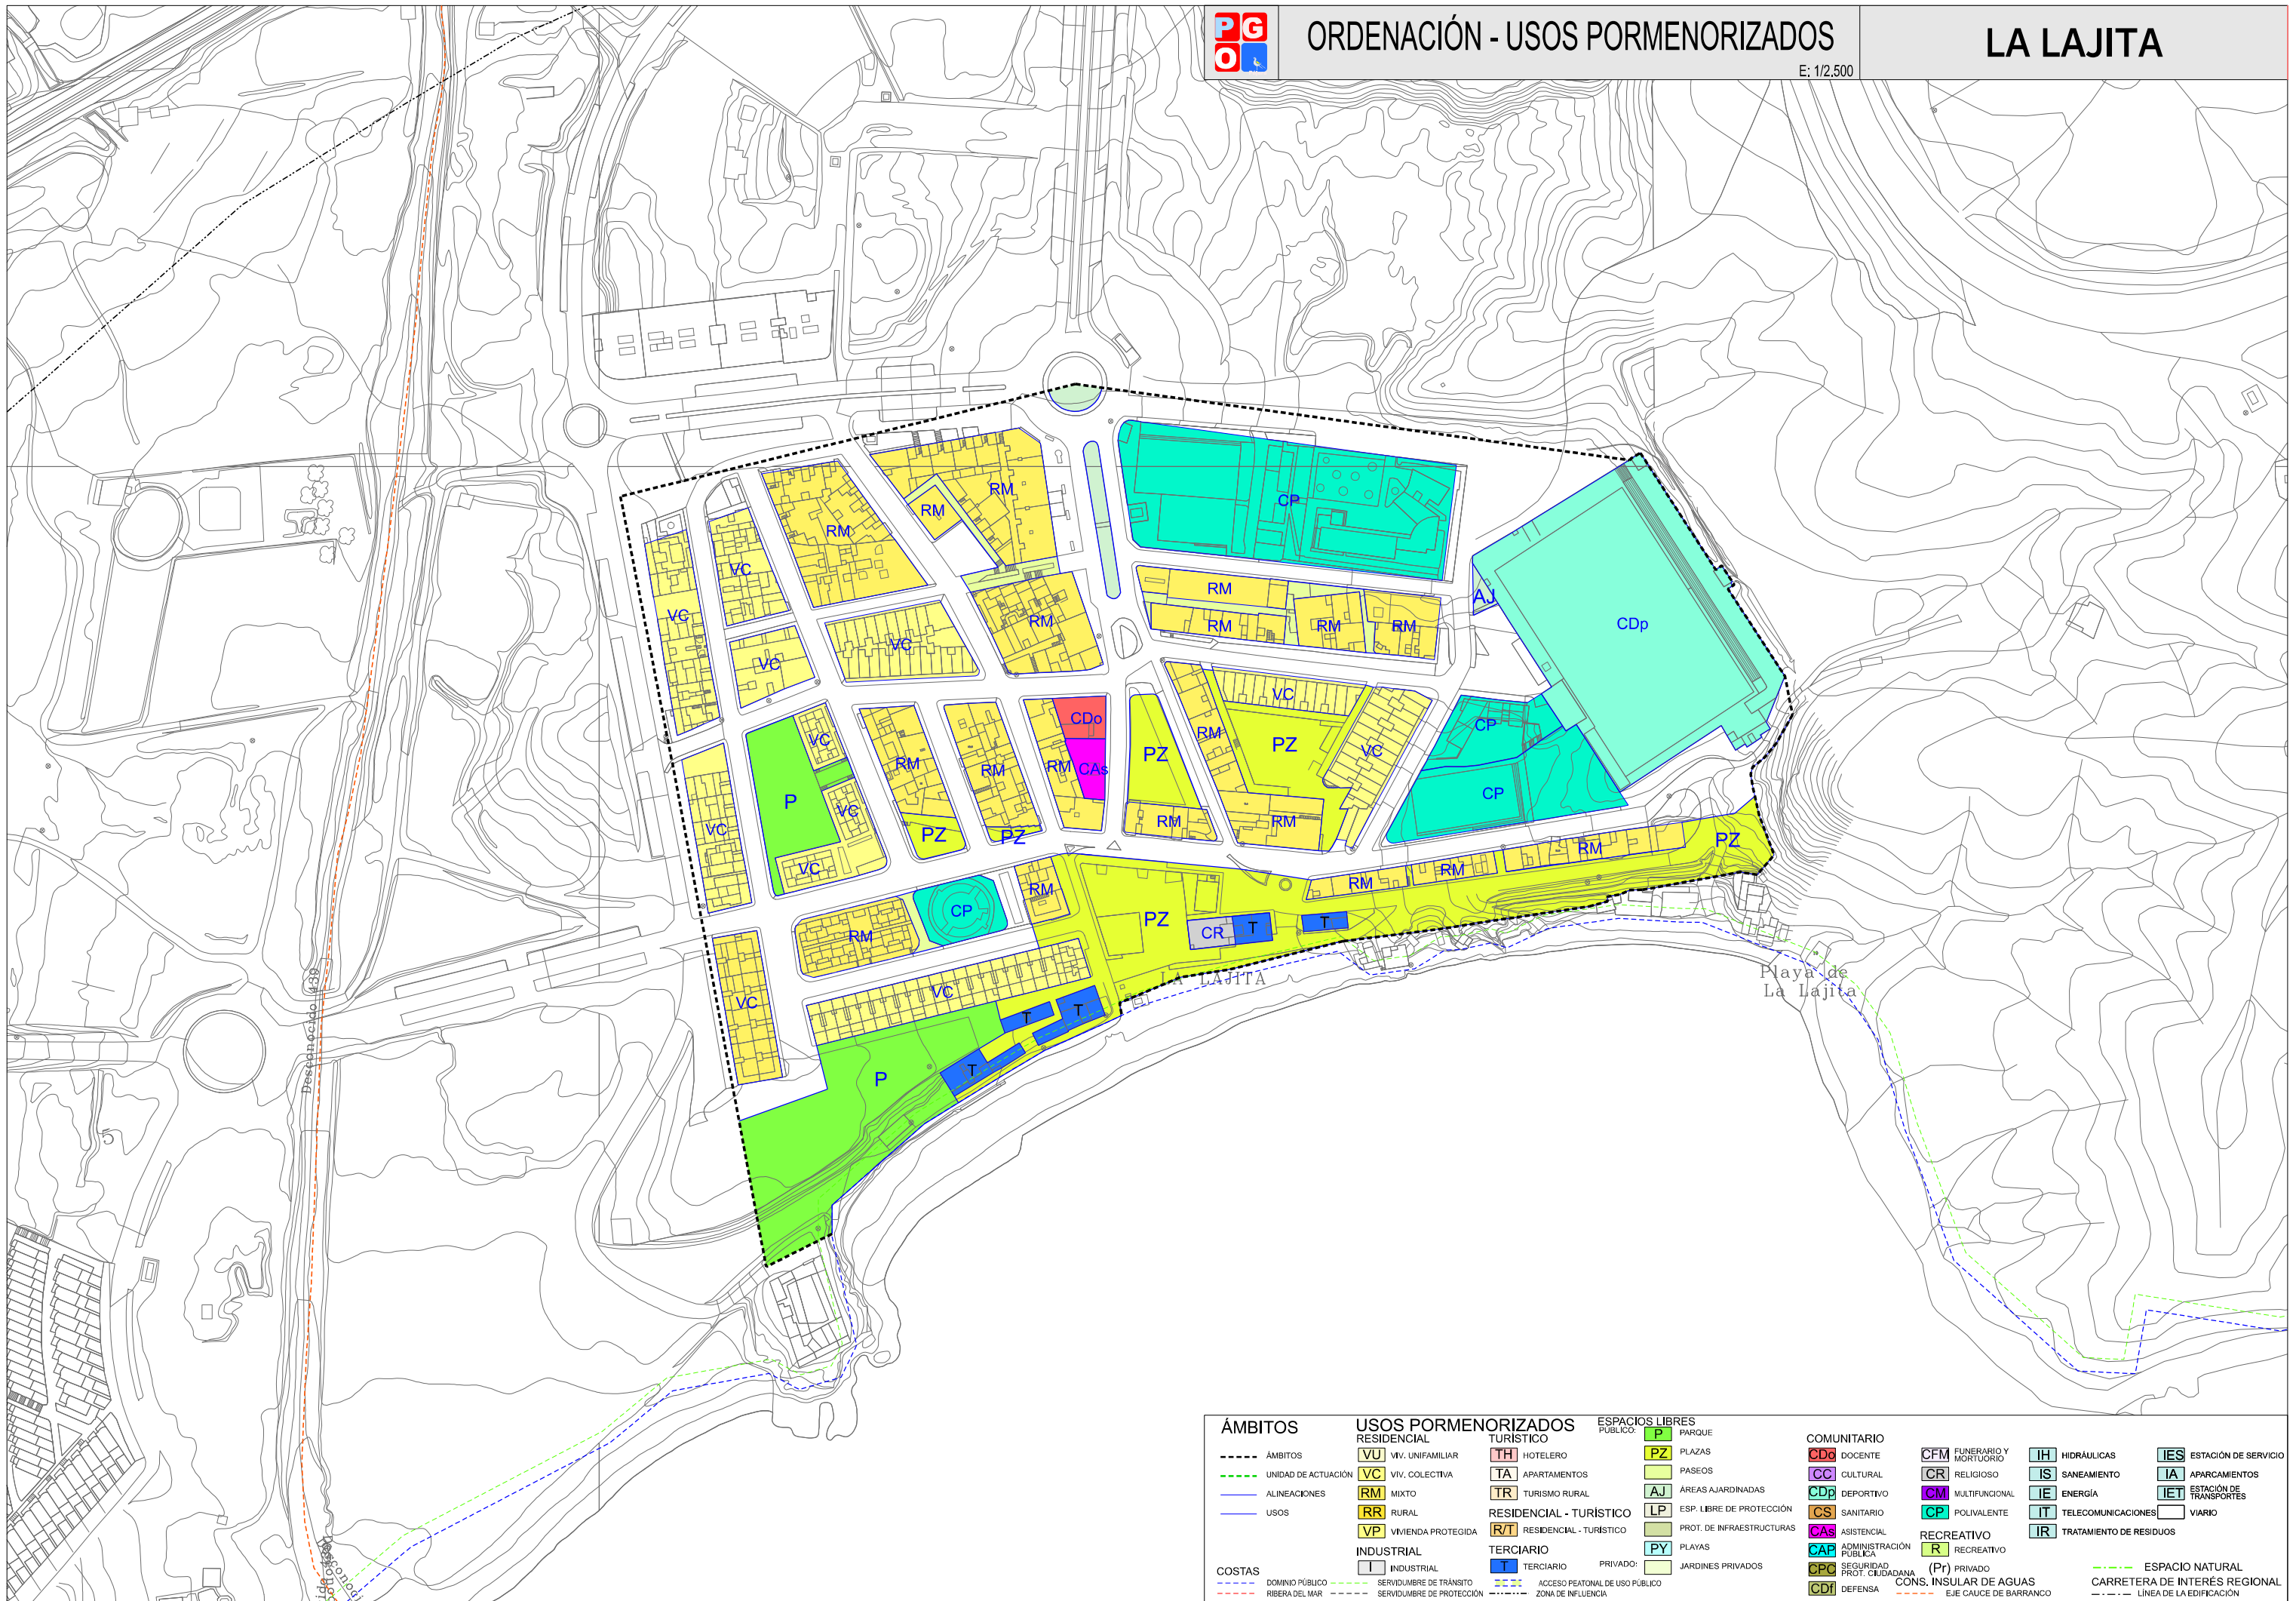 PG
O
ORDENACIÓN - USOS PORMENORIZADOS
E: 1/2.500
LA LAJITA
RM
RM
RM
CP
VC
VC
RM
AJ
CDp
VC
VC
RM
RM
RM
RM
VC
CDo
RM
CP
VC
PZ
PZ
VC
RM
RM
RM
CAs
P
VC
CP
VC
PZ
PZ
RM
RM
RM
PZ
VC
RM
RM
RM
CP
PZ
CR
T
T
RM
LA LAJITA
Playa de
La Lajita
VC
VC
T
T
T
P
Desconocido 439
5
ÁMBITOS
ÁMBITOS
UNIDAD DE ACTUACIÓN
ALINEACIONES
USOS
COSTAS
DOMINIO PÚBLICO
RIBERA DEL MAR
SERVIDUMBRE DE TRÁNSITO
SERVIDUMBRE DE PROTECCIÓN
ACCESO PEATONAL DE USO PÚBLICO
ZONA DE INFLUENCIA
USOS PORMENORIZADOS
RESIDENCIAL
VU VIV. UNIFAMILIAR
VC VIV. COLECTIVA
RM MIXTO
RR RURAL
VP VIVIENDA PROTEGIDA
INDUSTRIAL
I INDUSTRIAL
TURÍSTICO
TH HOTELERO
TA APARTAMENTOS
TR TURISMO RURAL
RESIDENCIAL - TURÍSTICO
R/T RESIDENCIAL - TURÍSTICO
TERCIARIO
T TERCIARIO
ESPACIOS LIBRES
PÚBLICO:
P PARQUE
PZ PLAZAS
PASEOS
AJ ÁREAS AJARDINADAS
LP ESP. LIBRE DE PROTECCIÓN
PROT. DE INFRAESTRUCTURAS
PY PLAYAS
PRIVADO: JARDINES PRIVADOS
COMUNITARIO
CDo DOCENTE
CC CULTURAL
CDp DEPORTIVO
CS SANITARIO
CAs ASISTENCIAL
CAP ADMINISTRACIÓN
PÚBLICA
CPC SEGURIDAD
PROT. CIUDADANA
CDf DEFENSA
CFM FUNERARIO Y
MORTUORIO
CR RELIGIOSO
CM MULTIFUNCIONAL
CP POLIVALENTE
RECREATIVO
R RECREATIVO
(Pr) PRIVADO
CONS. INSULAR DE AGUAS
EJE CAUCE DE BARRANCO
IH HIDRÁULICAS
IS SANEAMIENTO
IE ENERGÍA
IT TELECOMUNICACIONES
IR TRATAMIENTO DE RESIDUOS
IES ESTACIÓN DE SERVICIO
IA APARCAMIENTOS
IET ESTACIÓN DE
TRANSPORTES
VIARIO
ESPACIO NATURAL
CARRETERA DE INTERÉS REGIONAL
LÍNEA DE LA EDIFICACIÓN